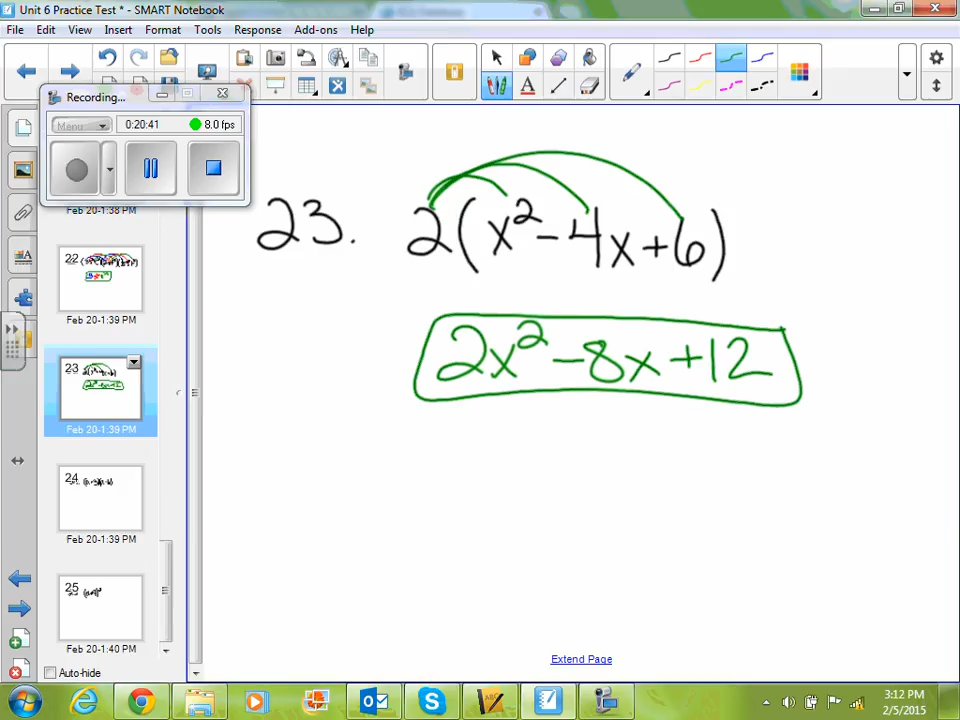 Unit 6 Practice Test * - SMART Notebook
File Edit View Insert Format Tools Response Add-ons Help
Recording...
Menu 0:20:41 8.0 fps
Feb 20-1:38 PM
22
Feb 20-1:39 PM
23
2x²-8x+12
Feb 20-1:39 PM
24
Feb 20-1:39 PM
25
Feb 20-1:40 PM
Auto-hide
23. 2(x²-4x+6)
2x²-8x+12
Extend Page
3:12 PM
2/5/2015